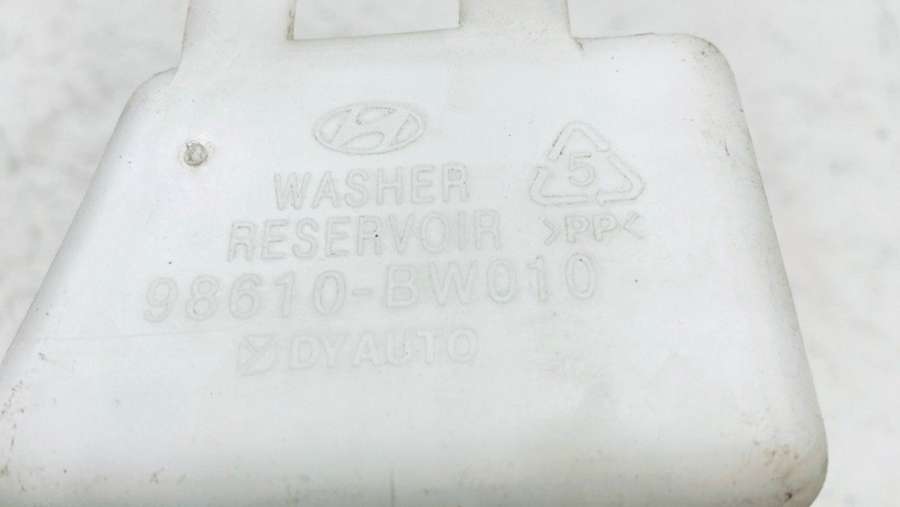 WASHER
RESERVOIR
5
>PP<
98610-BW010
DYAUTO